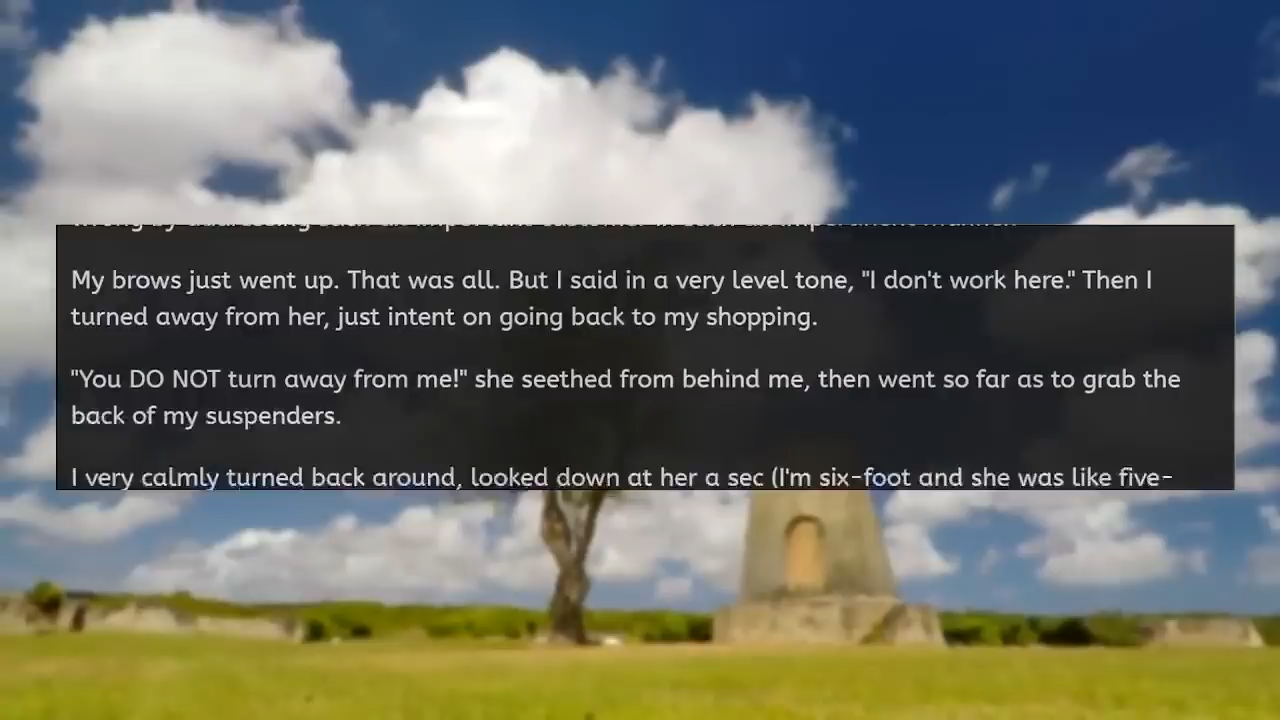 My brows just went up. That was all. But I said in a very level tone, "I don't work here." Then I
turned away from her, just intent on going back to my shopping.
"You DO NOT turn away from me!" she seethed from behind me, then went so far as to grab the
back of my suspenders.
I very calmly turned back around, looked down at her a sec (I'm six-foot and she was like five-